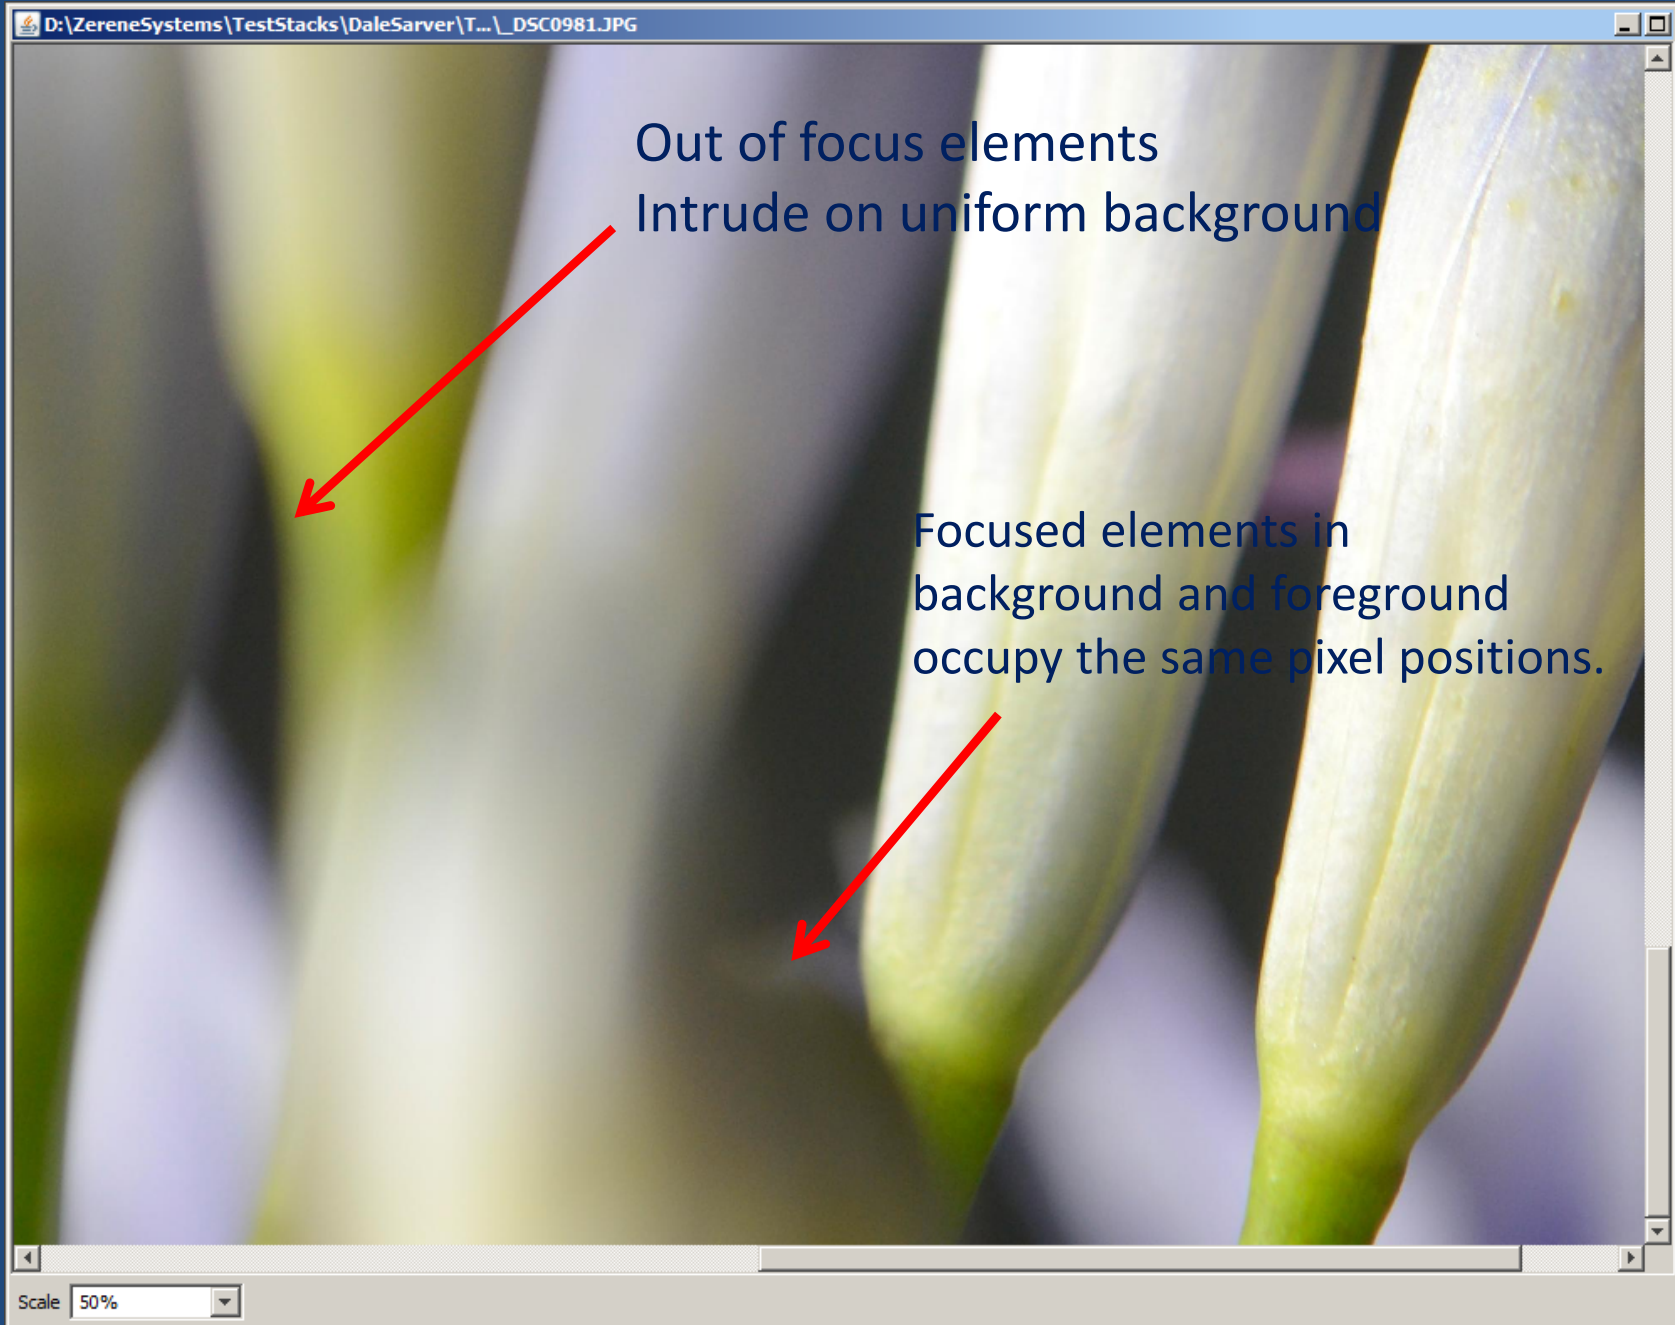 D:\ZereneSystems\TestStacks\DaleSarver\T...\_DSC0981.JPG
Out of focus elements
Intrude on uniform background
Focused elements in
background and foreground
occupy the same pixel positions.
Scale 50%